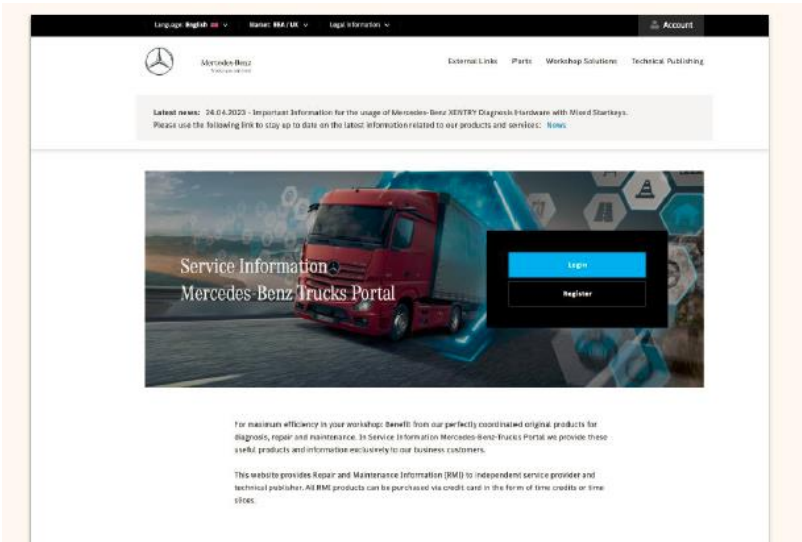 Language: English Market: EEA / UK Legal Information Account
Mercedes-Benz
External Links Parts Workshop Solutions Technical Publishing
Latest news: 24.04.2023 - Important Information for the usage of Mercedes-Benz XENTRY Diagnosis Hardware with Mixed Startkeys.
Please use the following link to stay up to date on the latest information related to our products and services: News
Service Information
Mercedes-Benz Trucks Portal
Login
Register
For maximum efficiency in your workshop: Benefit from our perfectly coordinated original products for
diagnosis, repair and maintenance. In Service Information Mercedes-Benz-Trucks Portal we provide these
useful products and information exclusively to our business customers.
This website provides Repair and Maintenance Information (RMI) to independent service provider and
technical publisher. All RMI products can be purchased via credit card in the form of time credits or time
slices.